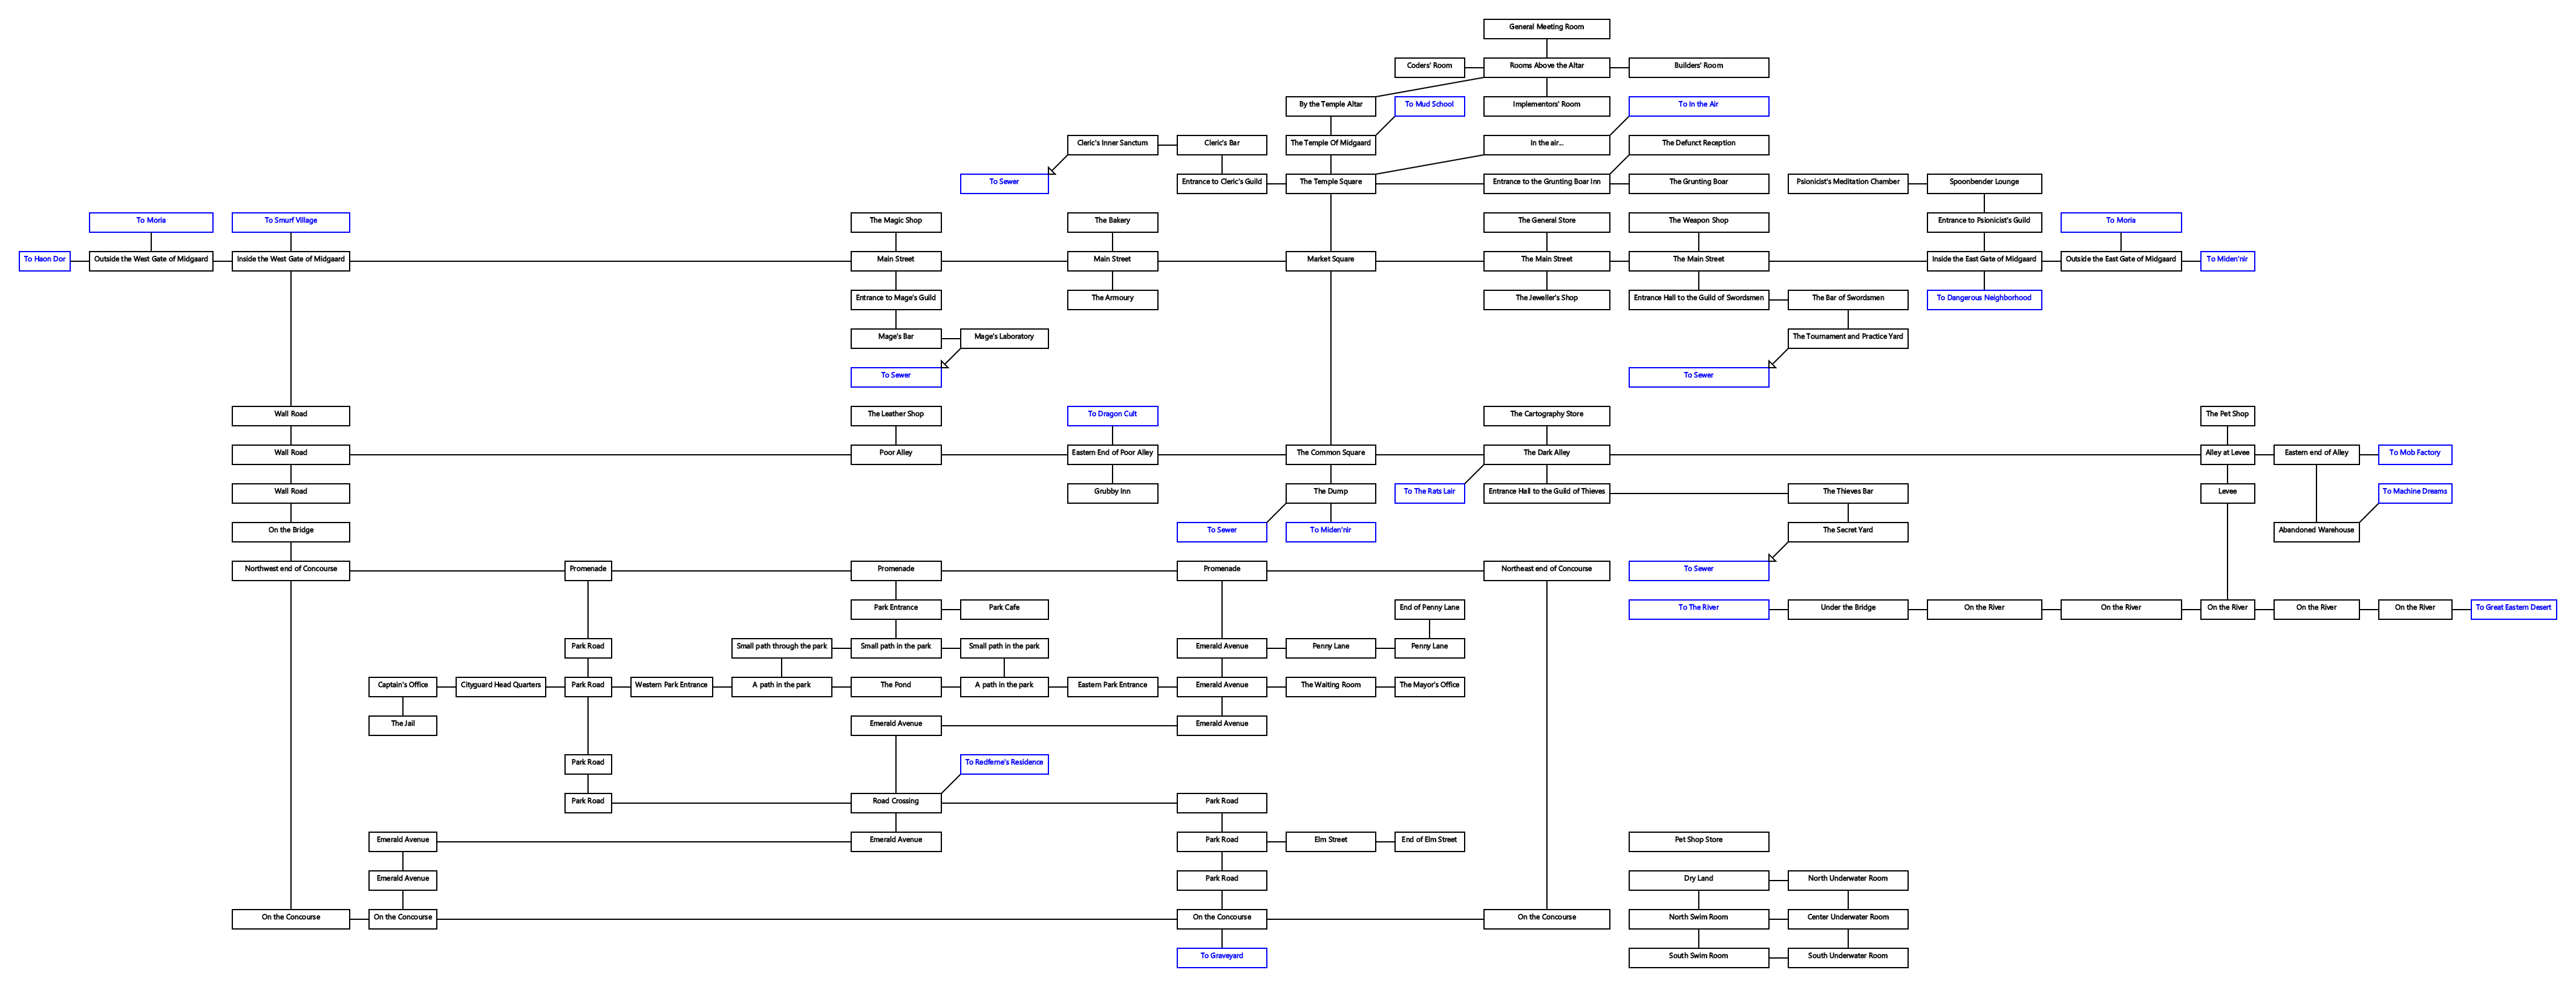 General Meeting Room
Coders' Room
Rooms Above the Altar
Builders' Room
By the Temple Altar
To Mud School
Implementors' Room
To In the Air
Cleric's Inner Sanctum
Cleric's Bar
The Temple Of Midgaard
In the air...
The Defunct Reception
To Sewer
Entrance to Cleric's Guild
The Temple Square
Entrance to the Grunting Boar Inn
The Grunting Boar
Psionicist's Meditation Chamber
Spoonbender Lounge
To Moria
To Smurf Village
The Magic Shop
The Bakery
The General Store
The Weapon Shop
Entrance to Psionicist's Guild
To Moria
To Haon Dor
Outside the West Gate of Midgaard
Inside the West Gate of Midgaard
Main Street
Main Street
Market Square
The Main Street
The Main Street
Inside the East Gate of Midgaard
Outside the East Gate of Midgaard
To Miden'nir
Entrance to Mage's Guild
The Armoury
The Jeweller's Shop
Entrance Hall to the Guild of Swordsmen
The Bar of Swordsmen
To Dangerous Neighborhood
Mage's Bar
Mage's Laboratory
The Tournament and Practice Yard
To Sewer
To Sewer
Wall Road
The Leather Shop
To Dragon Cult
The Cartography Store
The Pet Shop
Wall Road
Poor Alley
Eastern End of Poor Alley
The Common Square
The Dark Alley
Alley at Levee
Eastern end of Alley
To Mob Factory
Wall Road
Grubby Inn
The Dump
To The Rats Lair
Entrance Hall to the Guild of Thieves
The Thieves Bar
Levee
To Machine Dreams
On the Bridge
To Sewer
To Miden'nir
The Secret Yard
Abandoned Warehouse
Northwest end of Concourse
Promenade
Promenade
Promenade
Northeast end of Concourse
To Sewer
Park Entrance
Park Cafe
End of Penny Lane
To The River
Under the Bridge
On the River
On the River
On the River
On the River
On the River
To Great Eastern Desert
Park Road
Small path through the park
Small path in the park
Small path in the park
Emerald Avenue
Penny Lane
Penny Lane
Captain's Office
Cityguard Head Quarters
Park Road
Western Park Entrance
A path in the park
The Pond
A path in the park
Eastern Park Entrance
Emerald Avenue
The Waiting Room
The Mayor's Office
The Jail
Emerald Avenue
Emerald Avenue
Park Road
To Redferne's Residence
Park Road
Road Crossing
Park Road
Emerald Avenue
Emerald Avenue
Park Road
Elm Street
End of Elm Street
Pet Shop Store
Emerald Avenue
Park Road
Dry Land
North Underwater Room
On the Concourse
On the Concourse
On the Concourse
On the Concourse
North Swim Room
Center Underwater Room
To Graveyard
South Swim Room
South Underwater Room